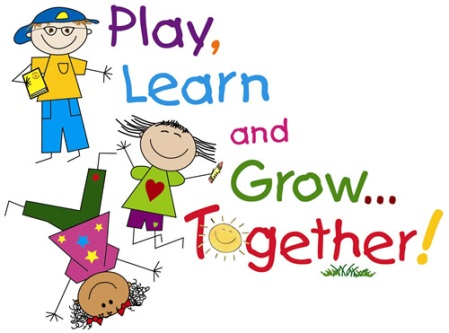 Play,
Learn
and
Grow...
Together!